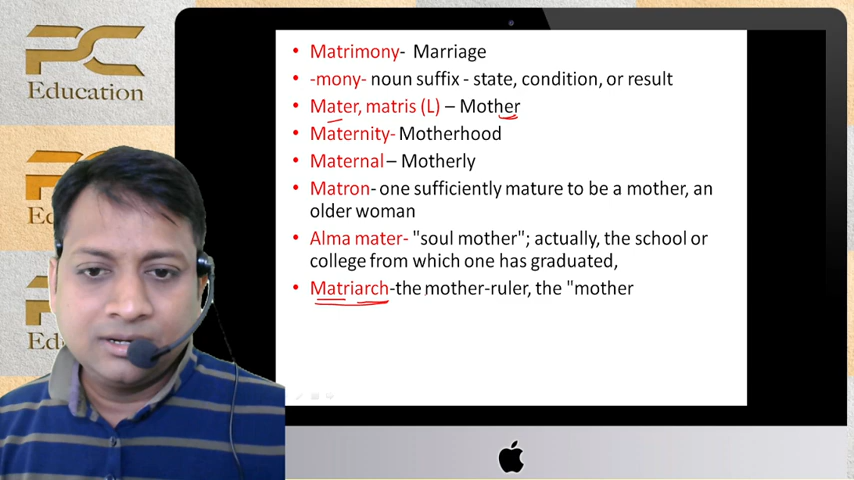 PC
Education
Ed
Ed
• Matrimony- Marriage
• -mony- noun suffix - state, condition, or result
• Mater, matris (L) – Mother
• Maternity- Motherhood
• Maternal – Motherly
• Matron- one sufficiently mature to be a mother, an
older woman
• Alma mater- "soul mother"; actually, the school or
college from which one has graduated,
• Matriarch-the mother-ruler, the "mother